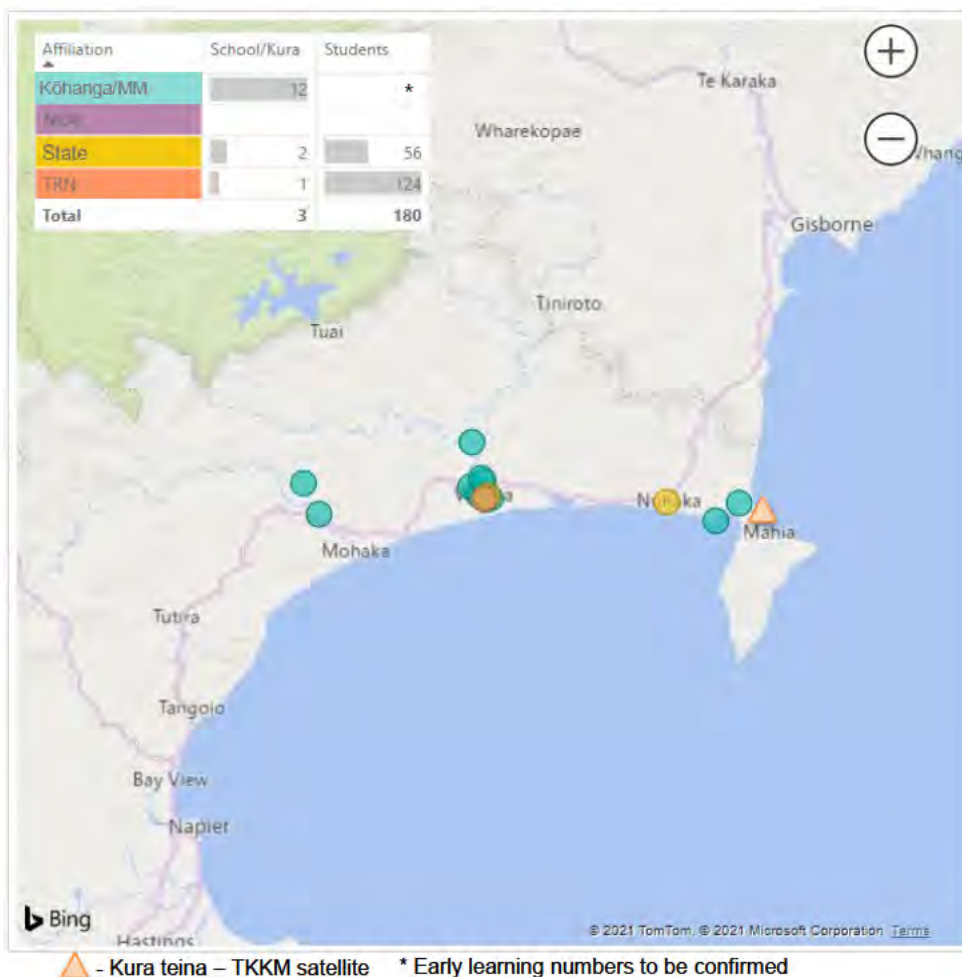 Affiliation School/Kura Students
Kōhanga/MM 12 *
State 2 56
TRN 1 124
Total 3 180
Te Karaka
Wharekopae
Whang
Gisborne
Tiniroto
Tuai
Mahia
Mohaka
Tutira
Tangoio
Bay View
Napier
Bing
© 2021 TomTom, © 2021 Microsoft Corporation Terms
Hastings
- Kura teina – TKKM satellite * Early learning numbers to be confirmed